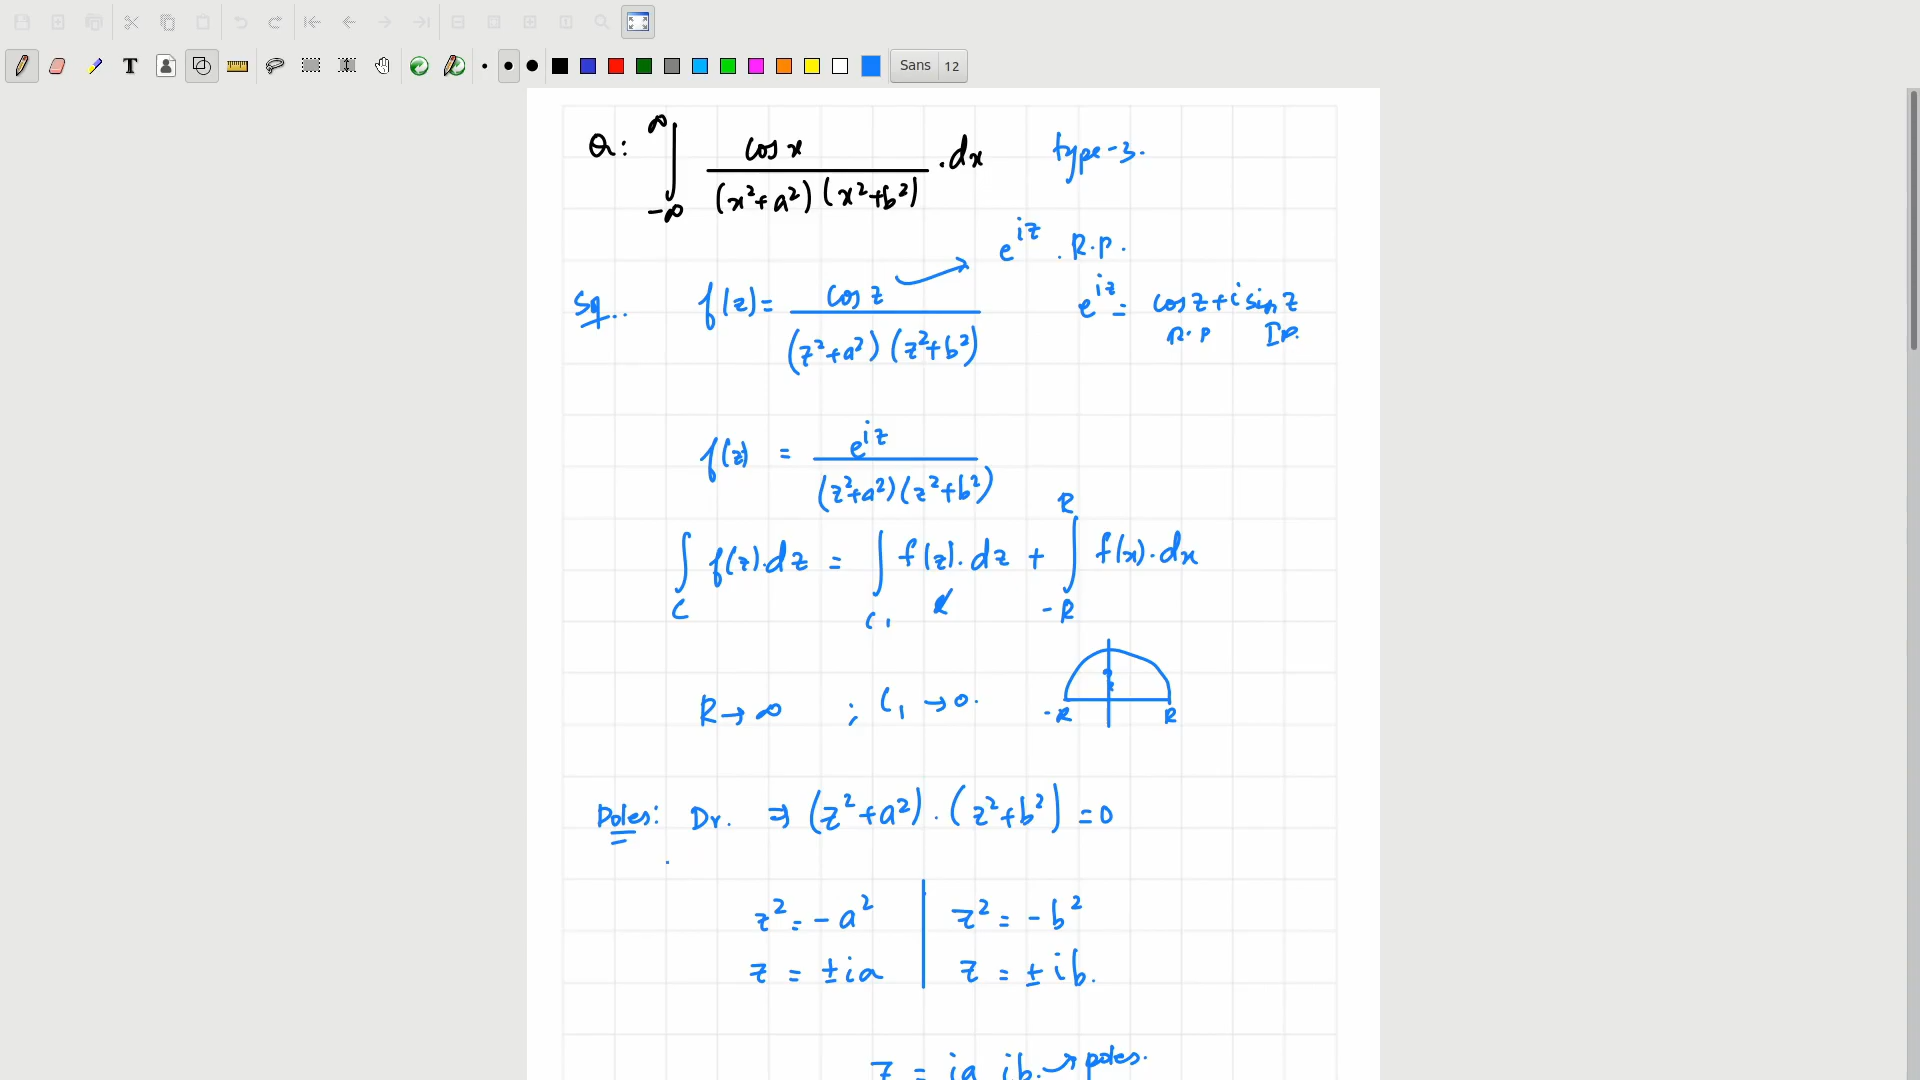 Sans 12
Q: ∫_{-∞}^{∞} cos x / (x²+a²)(x²+b²) . dx type-3.
e^{iz} . R.P.
f(z) = cos z / (z²+a²)(z²+b²) e^{iz} = cos z + i sin z
R.P I.P.
f(z) = e^{iz} / (z²+a²)(z²+b²)
∫_C f(z).dz = ∫_{C₁} f(z).dz + ∫_{-R}^{R} f(x).dx
R → ∞ ; C₁ → 0.
-R R
Poles: Dr. ⇒ (z²+a²).(z²+b²) = 0
z² = -a² | z² = -b²
z = ±ia | z = ±ib.
z = ia, ib. → poles.